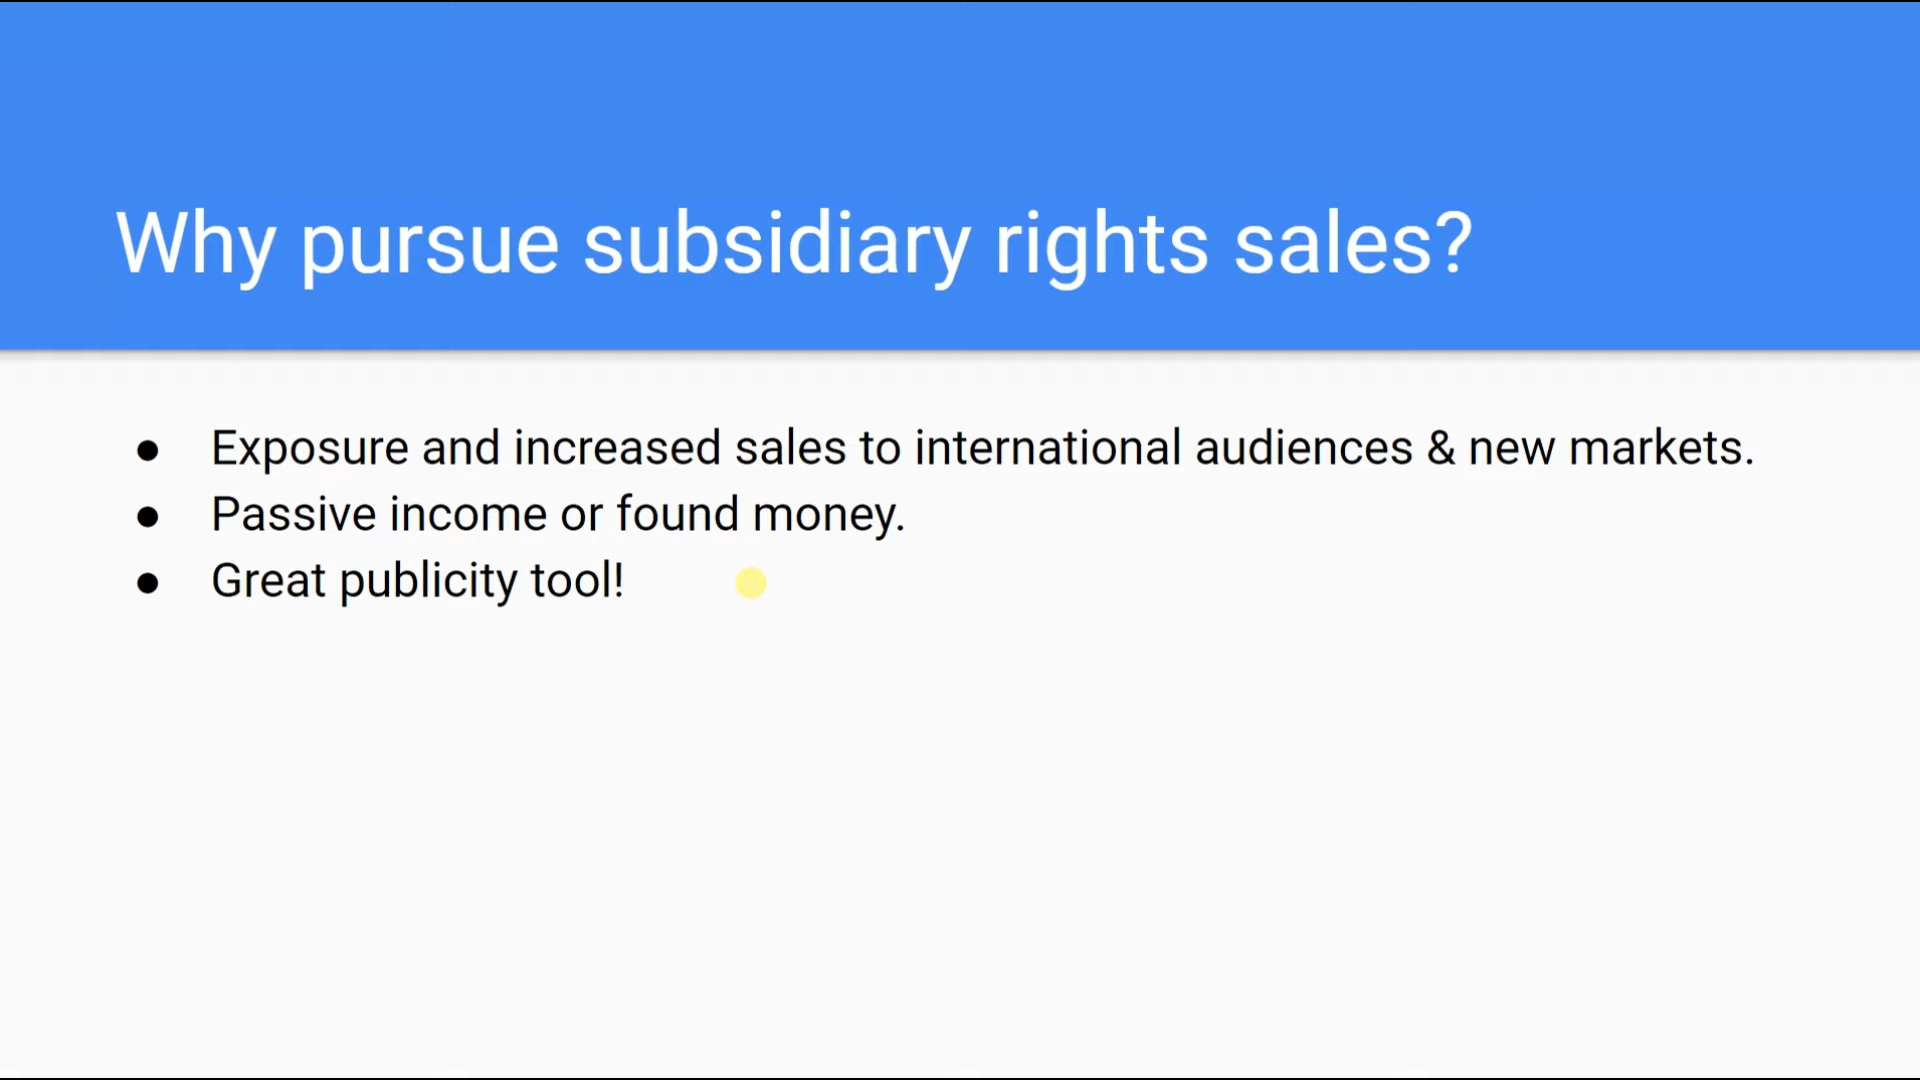 Why pursue subsidiary rights sales?
● Exposure and increased sales to international audiences & new markets.
● Passive income or found money.
● Great publicity tool!